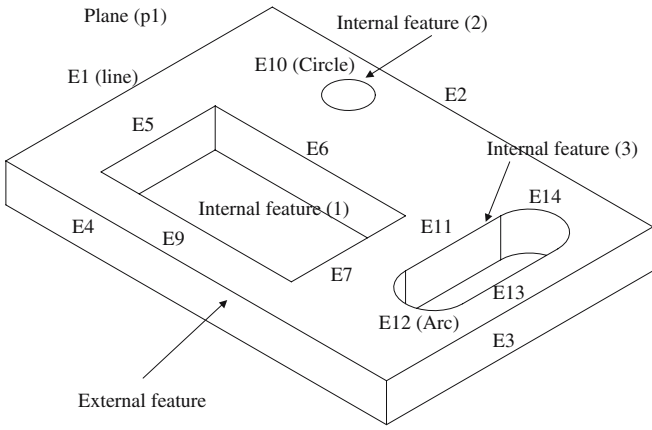 Plane (p1)
Internal feature (2)
E10 (Circle)
E1 (line)
E2
E5
E6
Internal feature (3)
E14
Internal feature (1)
E11
E4
E9
E7
E13
E12 (Arc)
E3
External feature